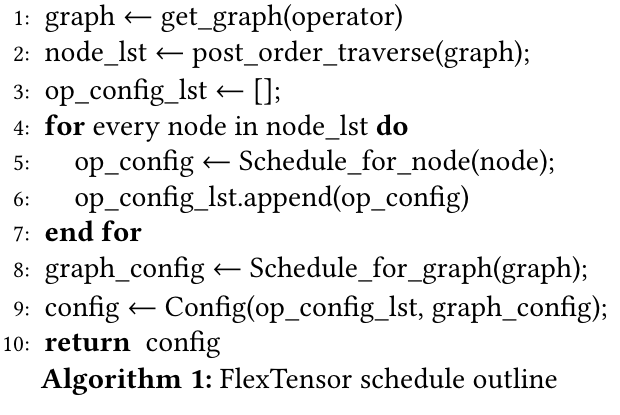 1: graph ← get_graph(operator)
2: node_lst ← post_order_traverse(graph);
3: op_config_lst ← [];
4: for every node in node_lst do
5: op_config ← Schedule_for_node(node);
6: op_config_lst.append(op_config)
7: end for
8: graph_config ← Schedule_for_graph(graph);
9: config ← Config(op_config_lst, graph_config);
10: return config
Algorithm 1: FlexTensor schedule outline